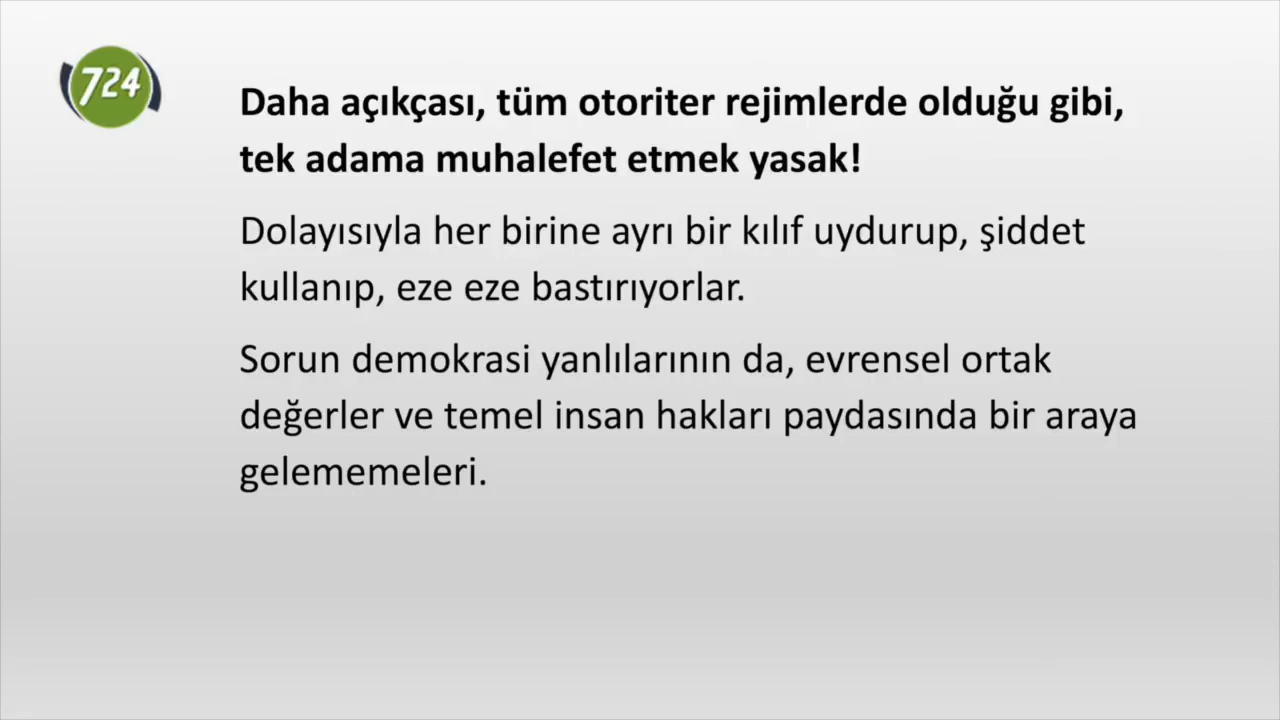 724
Daha açıkçası, tüm otoriter rejimlerde olduğu gibi,
tek adama muhalefet etmek yasak!
Dolayısıyla her birine ayrı bir kılıf uydurup, şiddet
kullanıp, eze eze bastırıyorlar.
Sorun demokrasi yanlılarının da, evrensel ortak
değerler ve temel insan hakları paydasında bir araya
gelememeleri.